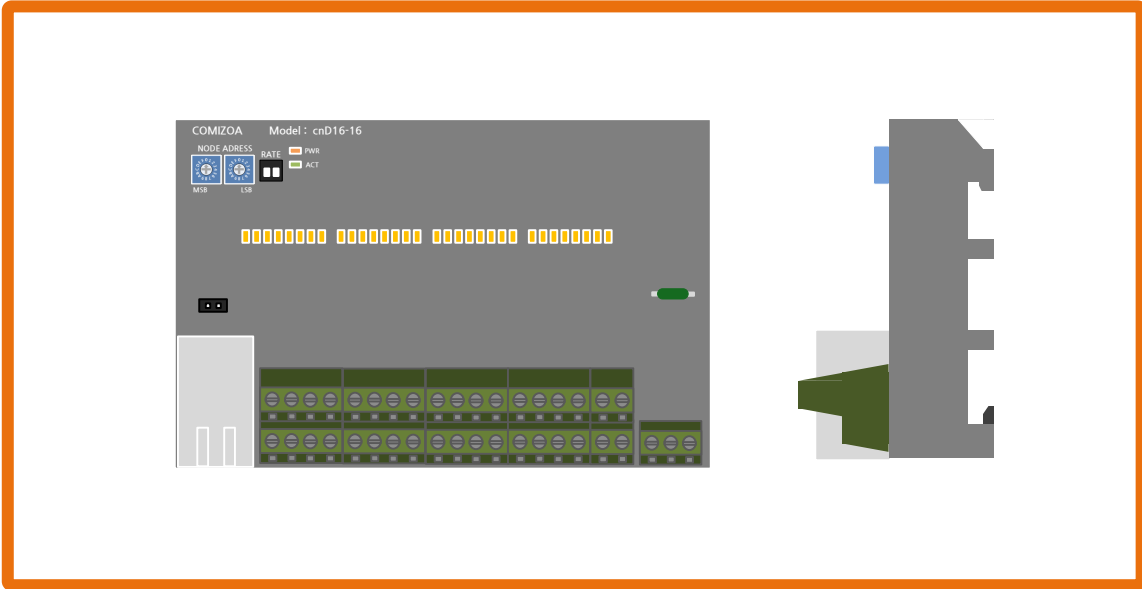 COMIZOA Model : cnD16-16
NODE ADRESS
RATE
PWR
ACT
MSB
LSB